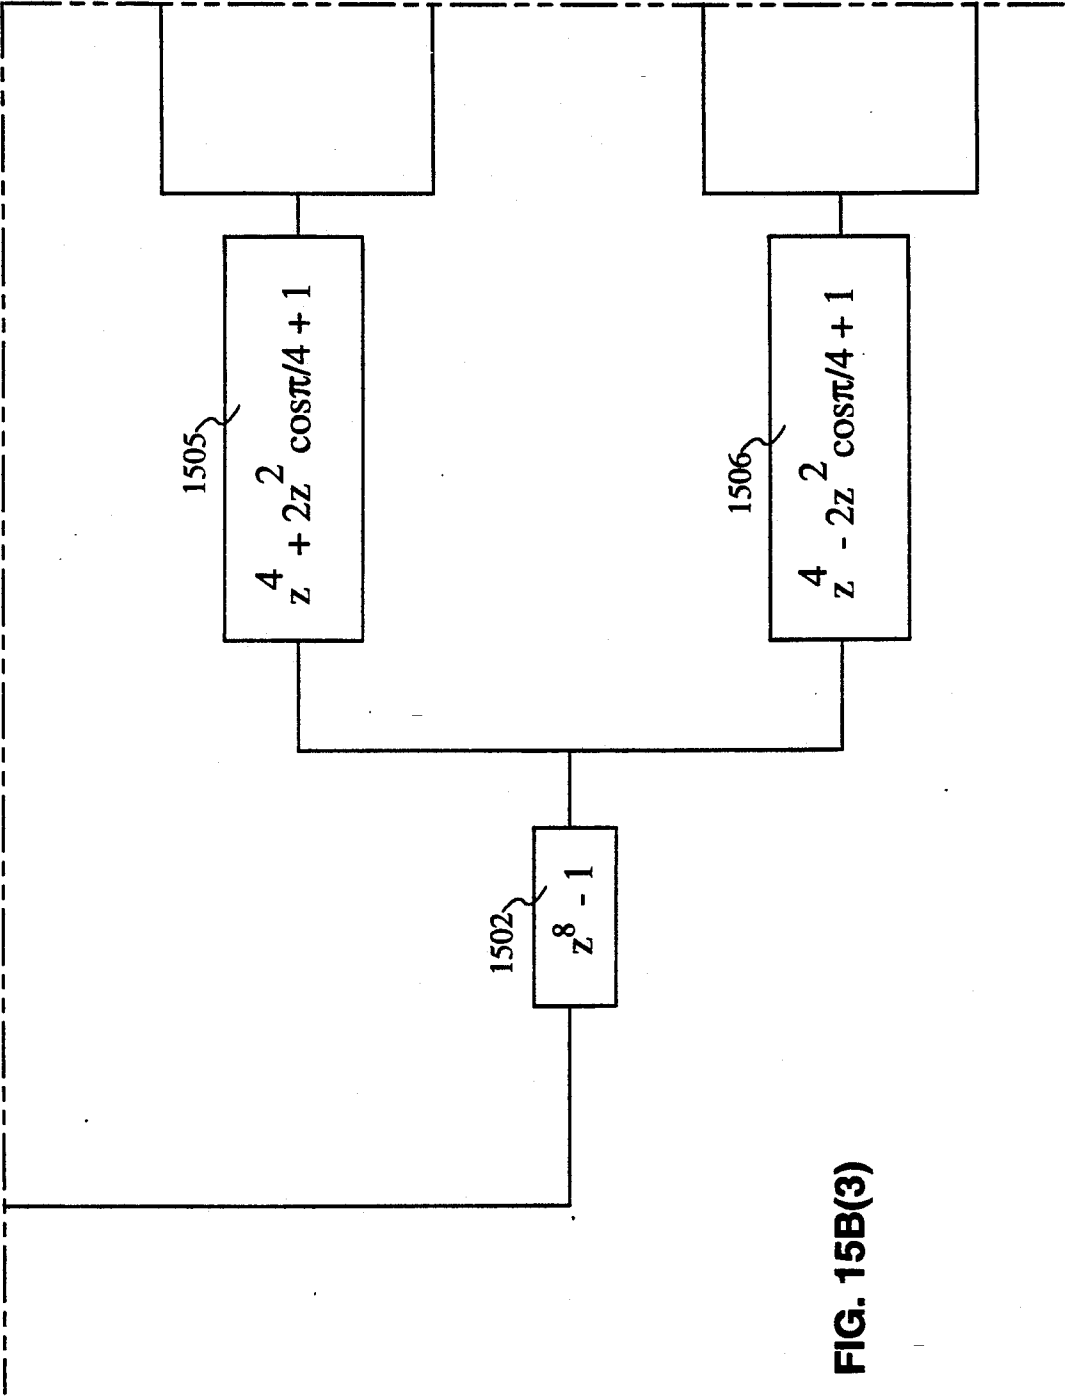 1502
z⁸ - 1
1505
z⁴ + 2z² cosπ/4 + 1
1506
z⁴ - 2z² cosπ/4 + 1
FIG. 15B(3)